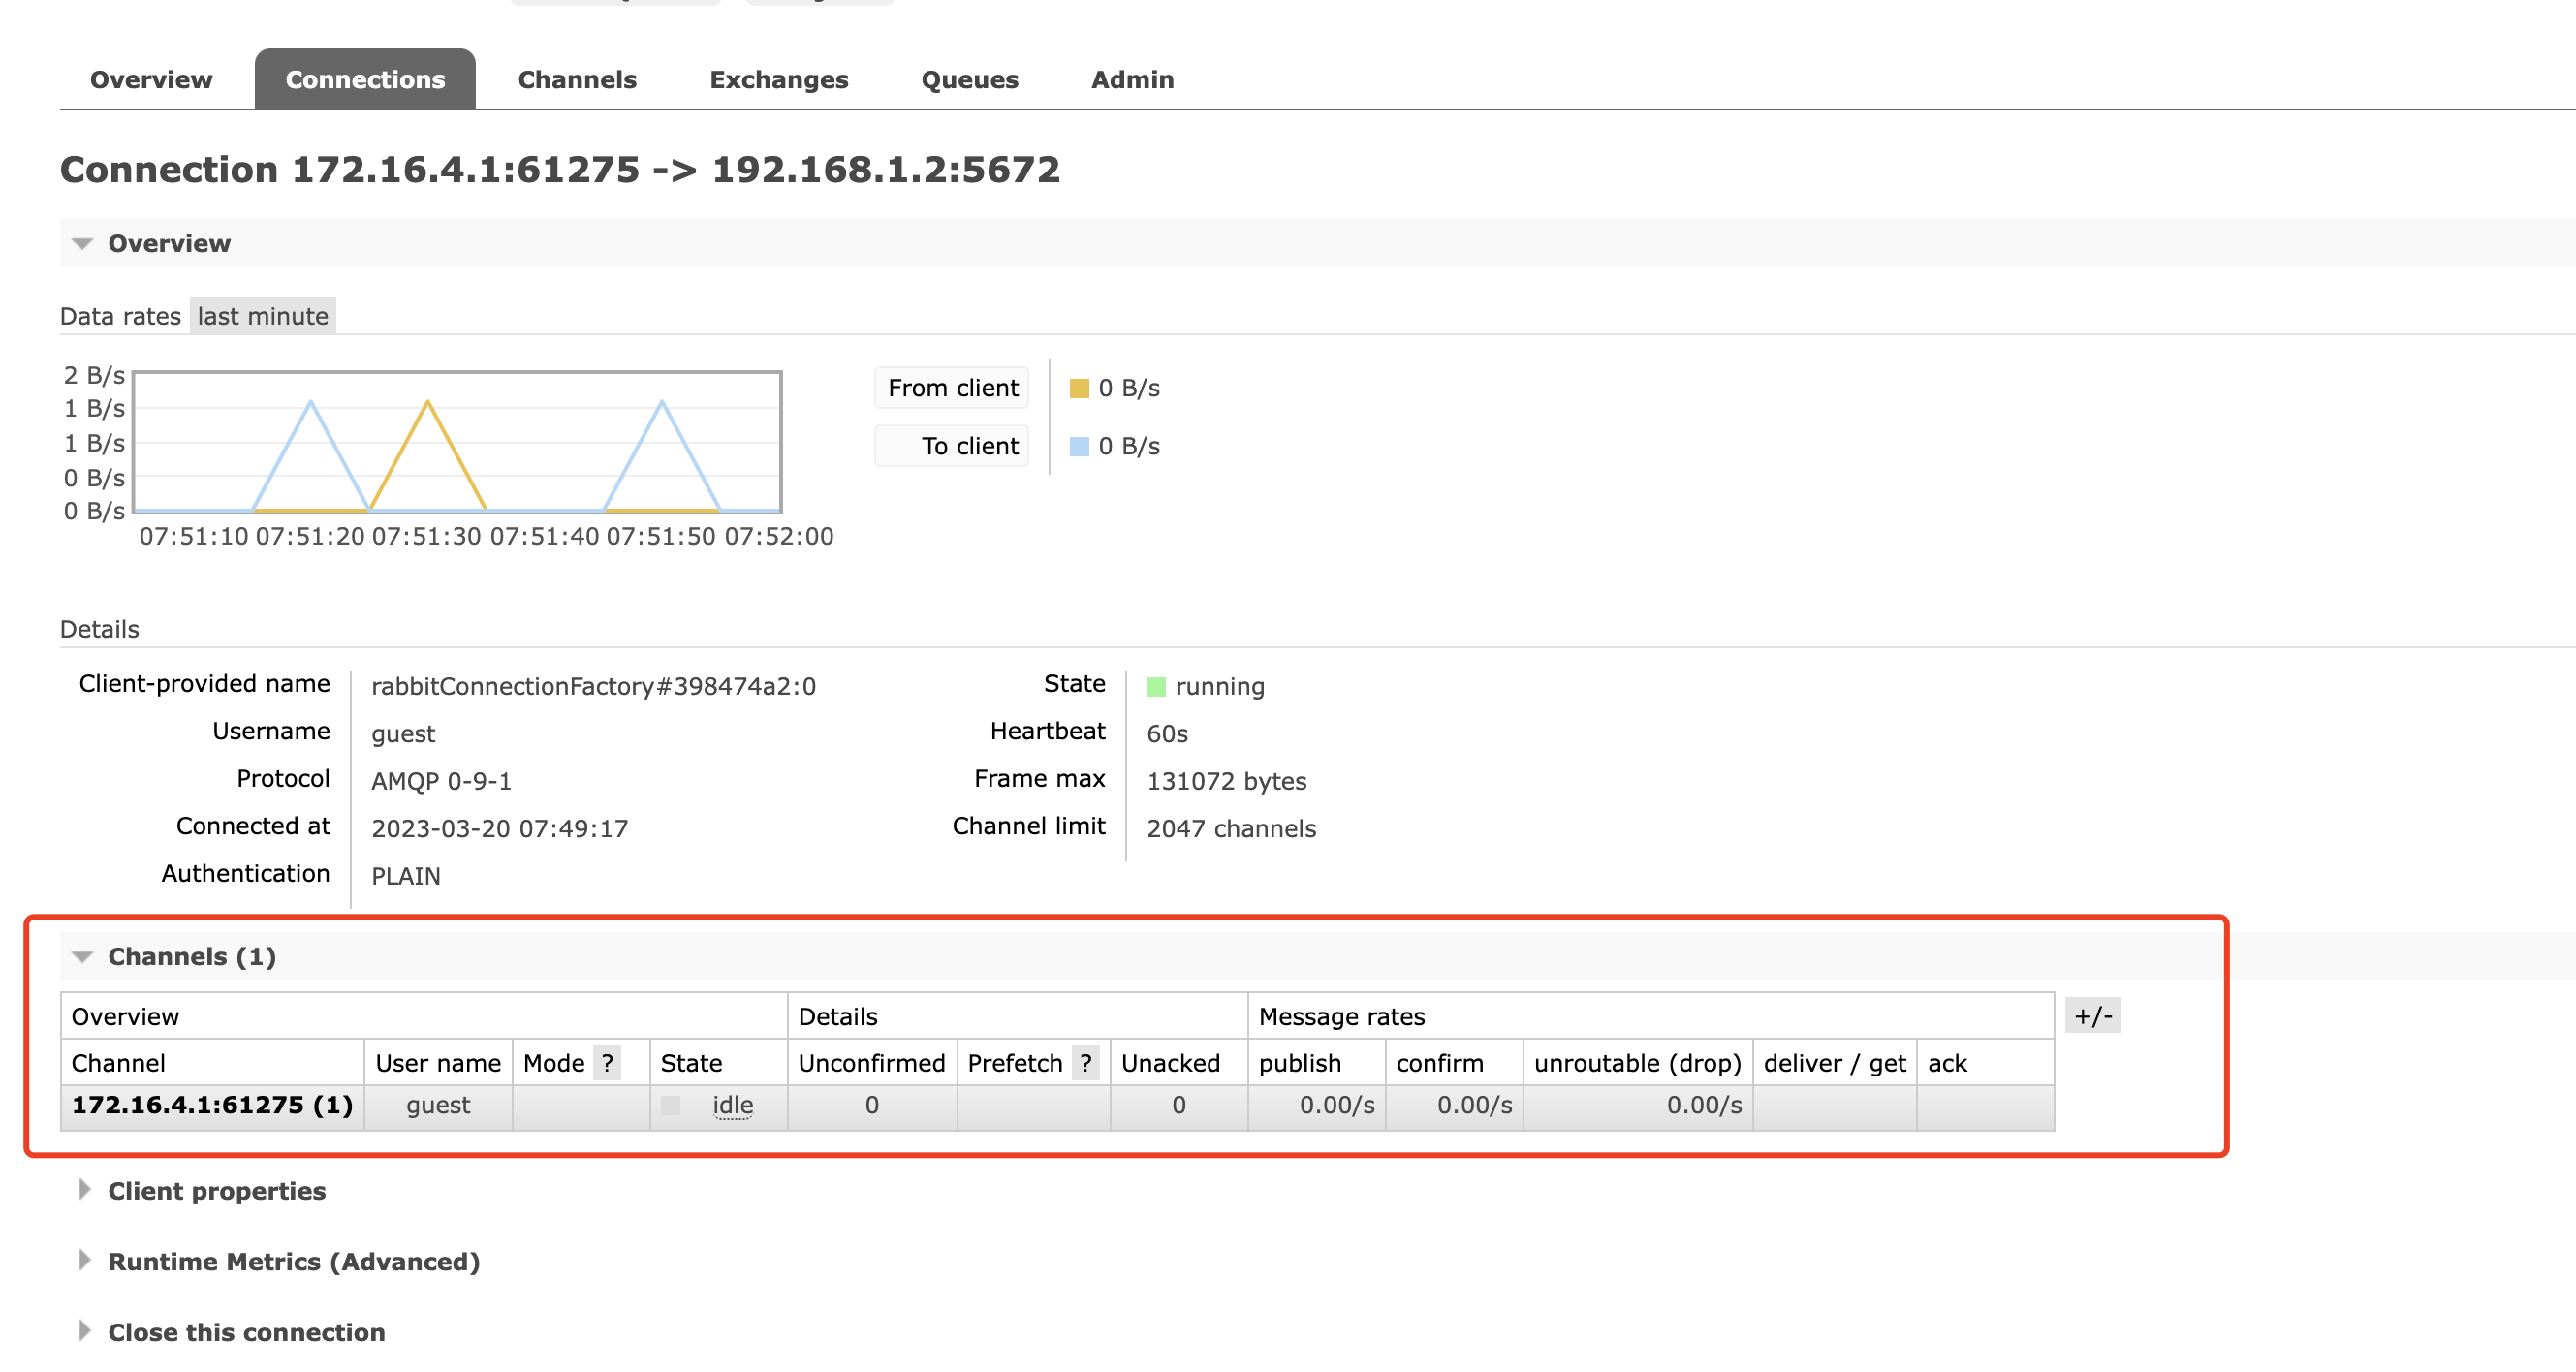 Overview Connections Channels Exchanges Queues Admin
Connection 172.16.4.1:61275 -> 192.168.1.2:5672
Overview
Data rates last minute
2 B/s
1 B/s
1 B/s
0 B/s
0 B/s
07:51:10 07:51:20 07:51:30 07:51:40 07:51:50 07:52:00
From client 0 B/s
To client 0 B/s
Details
Client-provided name rabbitConnectionFactory#398474a2:0
Username guest
Protocol AMQP 0-9-1
Connected at 2023-03-20 07:49:17
Authentication PLAIN
State running
Heartbeat 60s
Frame max 131072 bytes
Channel limit 2047 channels
Channels (1)
Overview Details Message rates +/-
Channel User name Mode ? State Unconfirmed Prefetch ? Unacked publish confirm unroutable (drop) deliver / get ack
172.16.4.1:61275 (1) guest idle 0 0 0.00/s 0.00/s 0.00/s
Client properties
Runtime Metrics (Advanced)
Close this connection